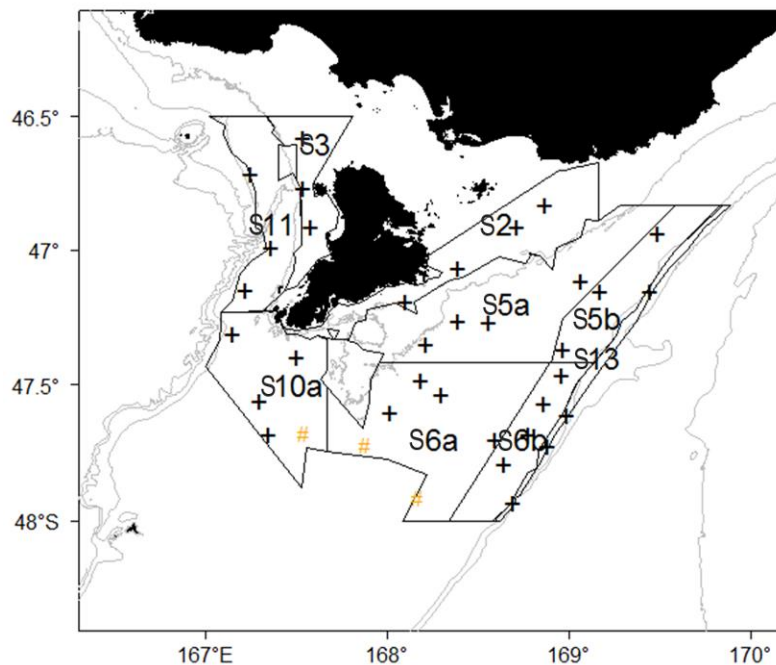 46.5°
S3
S11
S2
47°
S5a
S5b
S13
47.5°
S10a
S6a
S6b
#
#
#
48°S
167°E
168°
169°
170°